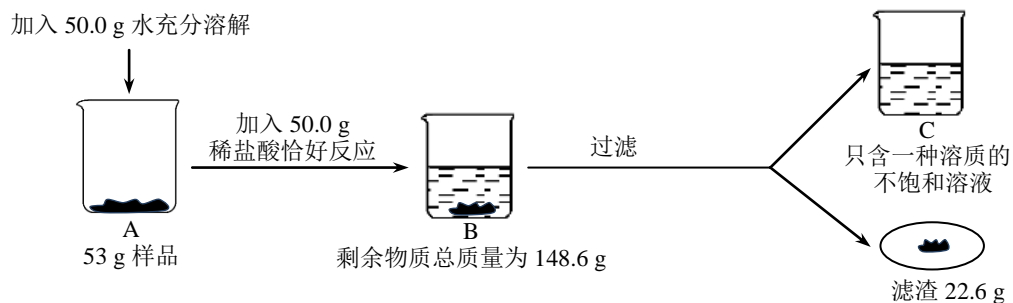 加入 50.0 g 水充分溶解
A
53 g 样品
加入 50.0 g
稀盐酸恰好反应
B
剩余物质总质量为 148.6 g
过滤
C
只含一种溶质的
不饱和溶液
滤渣 22.6 g